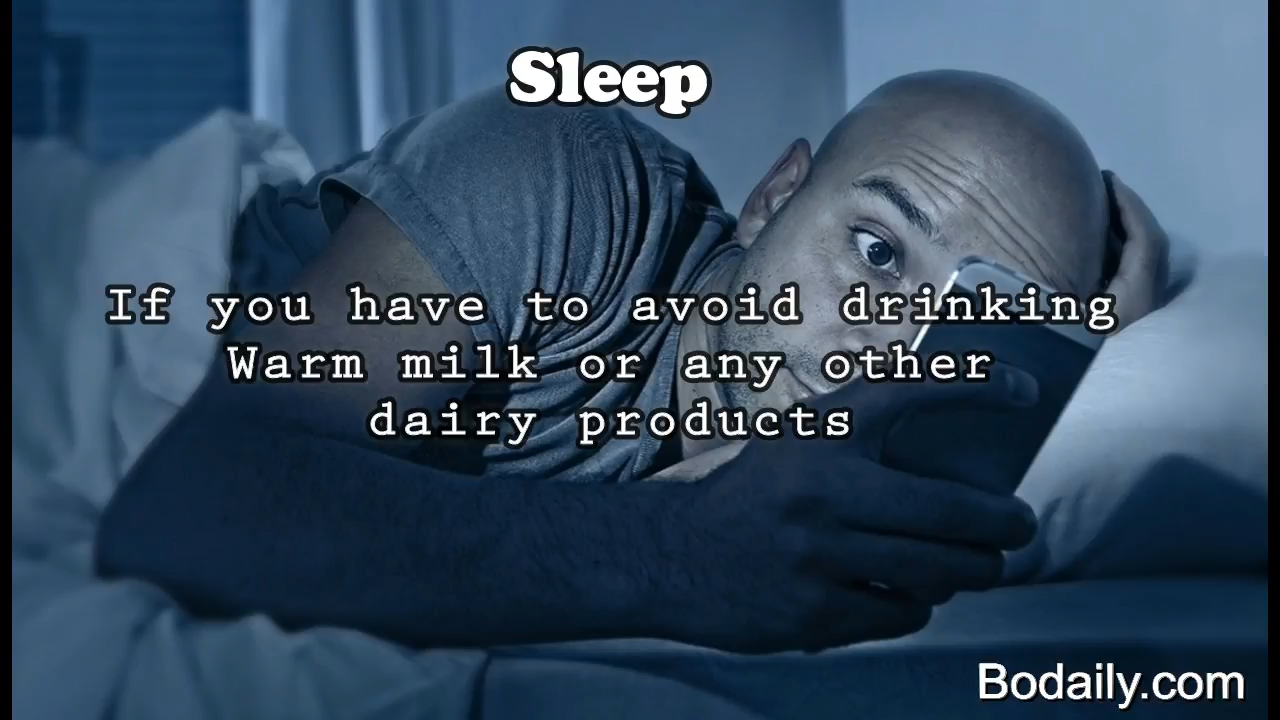 Sleep
If you have to avoid drinking
Warm milk or any other
dairy products
Bodaily.com